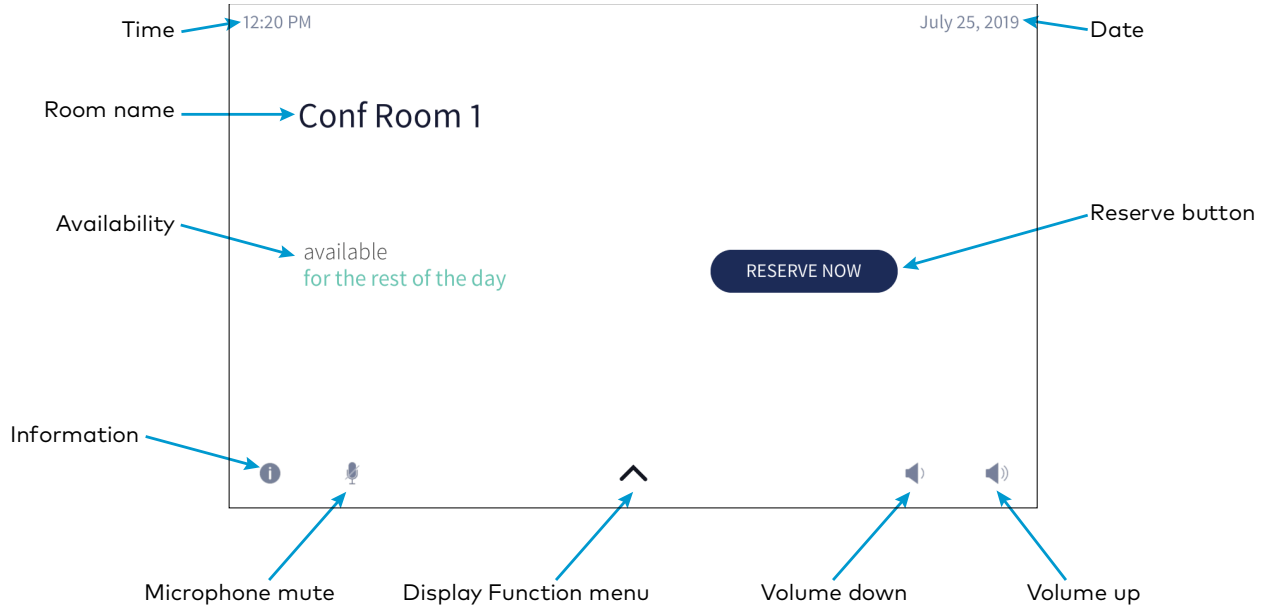 Time
12:20 PM
July 25, 2019
Date
Room name
Conf Room 1
Availability
available
for the rest of the day
RESERVE NOW
Reserve button
Information
Microphone mute
Display Function menu
Volume down
Volume up